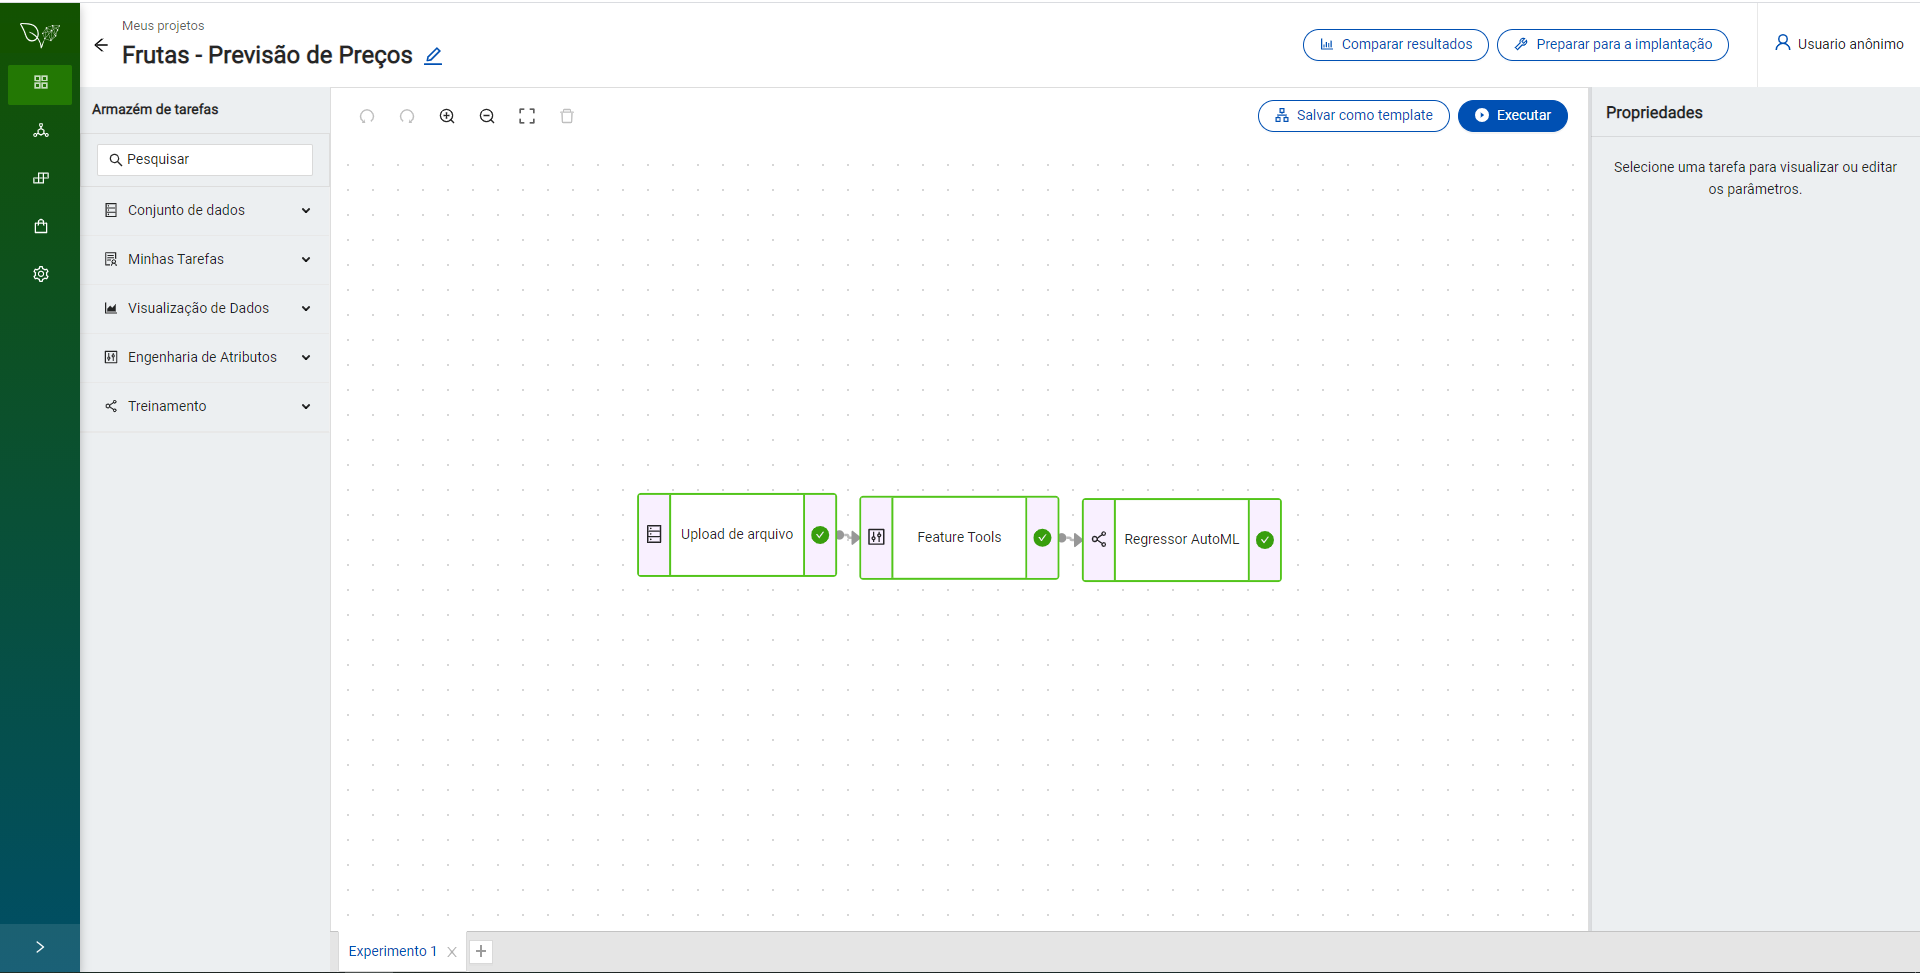 Meus projetos
Frutas - Previsão de Preços
Comparar resultados
Preparar para a implantação
Usuario anônimo
Armazém de tarefas
Pesquisar
Conjunto de dados
Minhas Tarefas
Visualização de Dados
Engenharia de Atributos
Treinamento
Salvar como template
Executar
Upload de arquivo
Feature Tools
Regressor AutoML
Propriedades
Selecione uma tarefa para visualizar ou editar
os parâmetros.
Experimento 1